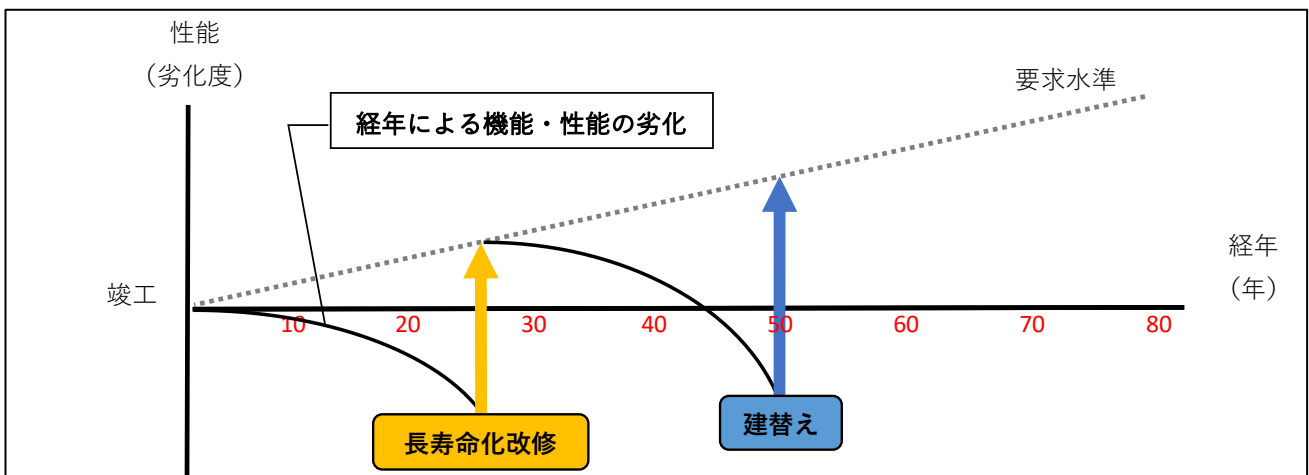 性能
（劣化度）
要求水準
経年による機能・性能の劣化
経年
（年）
竣工
10 20 30 40 50 60 70 80
建替え
長寿命化改修